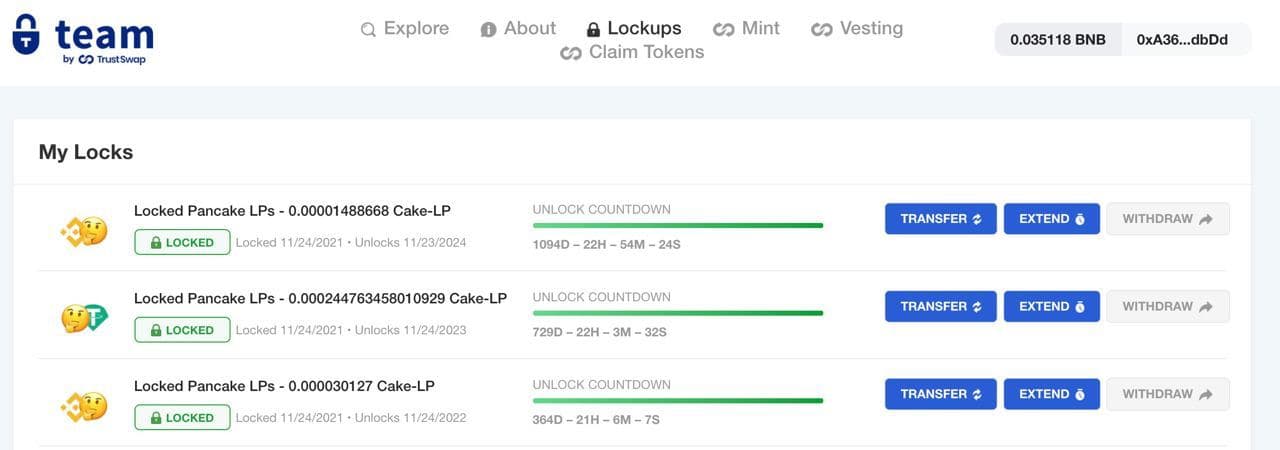 team
by TrustSwap
Explore About Lockups Mint Vesting
Claim Tokens
0.035118 BNB 0xA36...dbDd
My Locks
Locked Pancake LPs - 0.00001488668 Cake-LP
LOCKED Locked 11/24/2021 • Unlocks 11/23/2024
UNLOCK COUNTDOWN
1094D – 22H – 54M – 24S
TRANSFER EXTEND WITHDRAW
Locked Pancake LPs - 0.000244763458010929 Cake-LP
LOCKED Locked 11/24/2021 • Unlocks 11/24/2023
UNLOCK COUNTDOWN
729D – 22H – 3M – 32S
TRANSFER EXTEND WITHDRAW
Locked Pancake LPs - 0.000030127 Cake-LP
LOCKED Locked 11/24/2021 • Unlocks 11/24/2022
UNLOCK COUNTDOWN
364D – 21H – 6M – 7S
TRANSFER EXTEND WITHDRAW